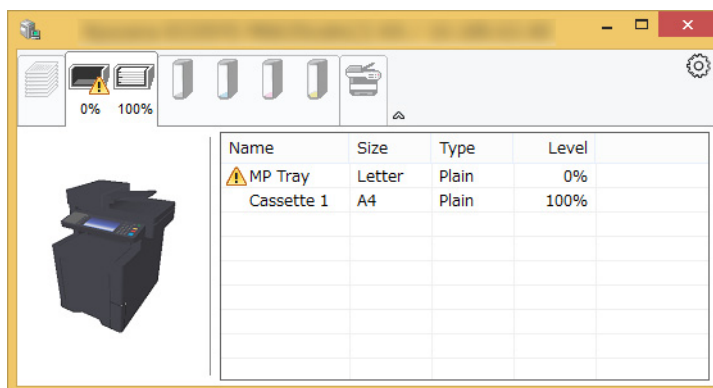 0% 100%
Name Size Type Level
MP Tray Letter Plain 0%
Cassette 1 A4 Plain 100%